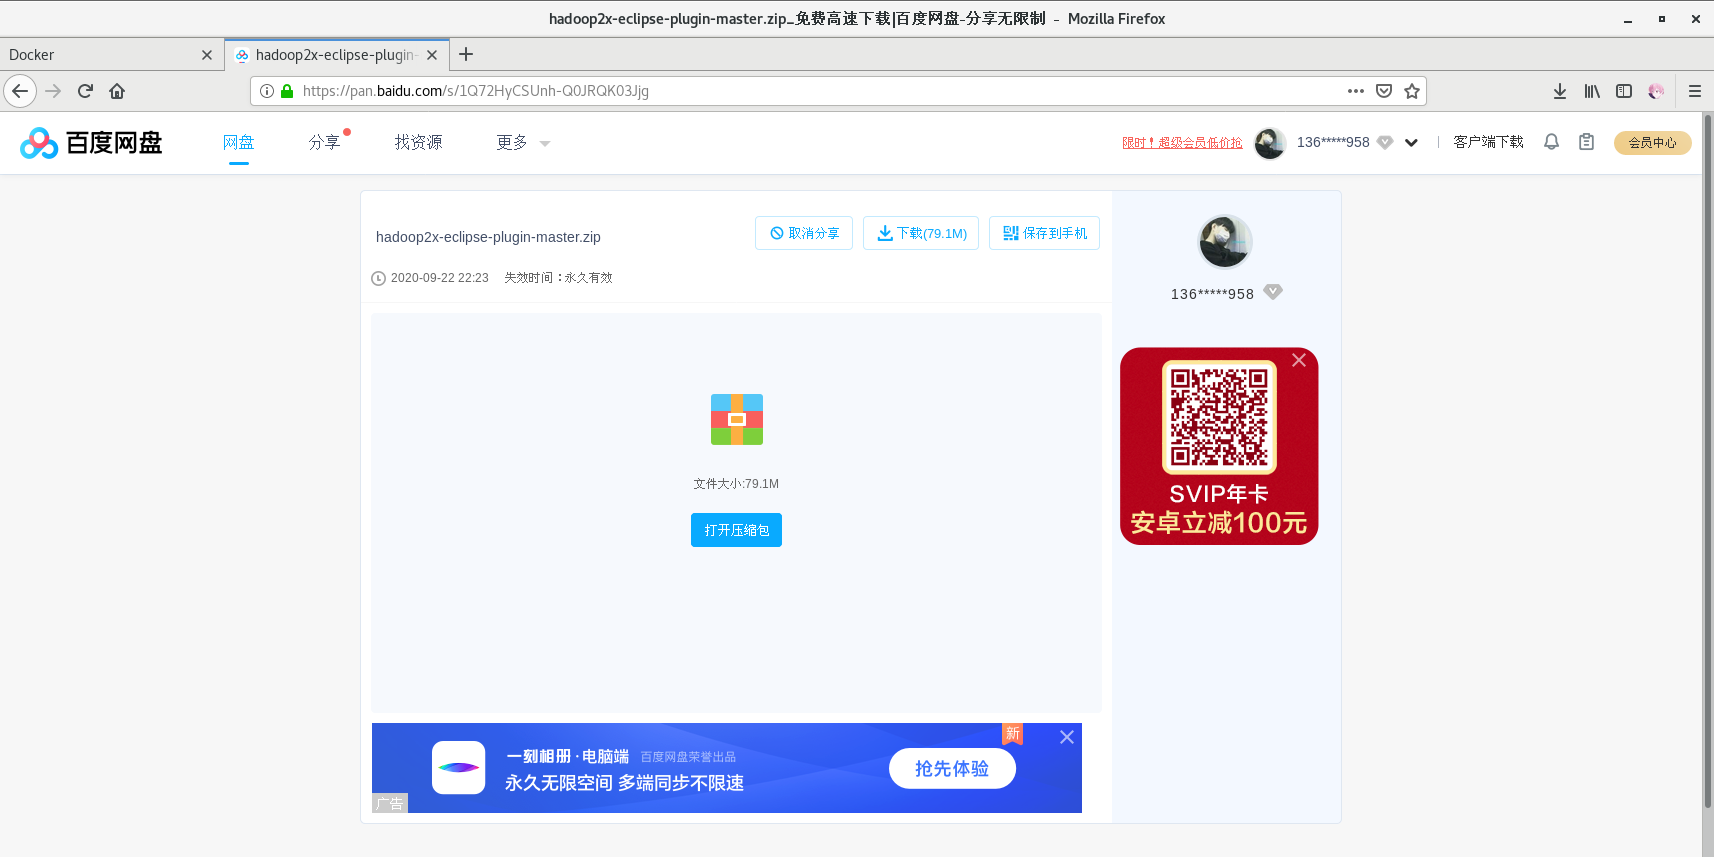 hadoop2x-eclipse-plugin-master.zip_免费高速下载|百度网盘-分享无限制 - Mozilla Firefox
Docker
hadoop2x-eclipse-plugin-
https://pan.baidu.com/s/1Q72HyCSUnh-Q0JRQK03Jjg
百度网盘
网盘
分享
找资源
更多
限时！超级会员低价抢
136*****958
客户端下载
会员中心
hadoop2x-eclipse-plugin-master.zip
取消分享
下载(79.1M)
保存到手机
2020-09-22 22:23 失效时间：永久有效
136*****958
文件大小:79.1M
打开压缩包
SVIP年卡
安卓立减100元
一刻相册·电脑端 百度网盘荣誉出品
永久无限空间 多端同步不限速
新
抢先体验
广告